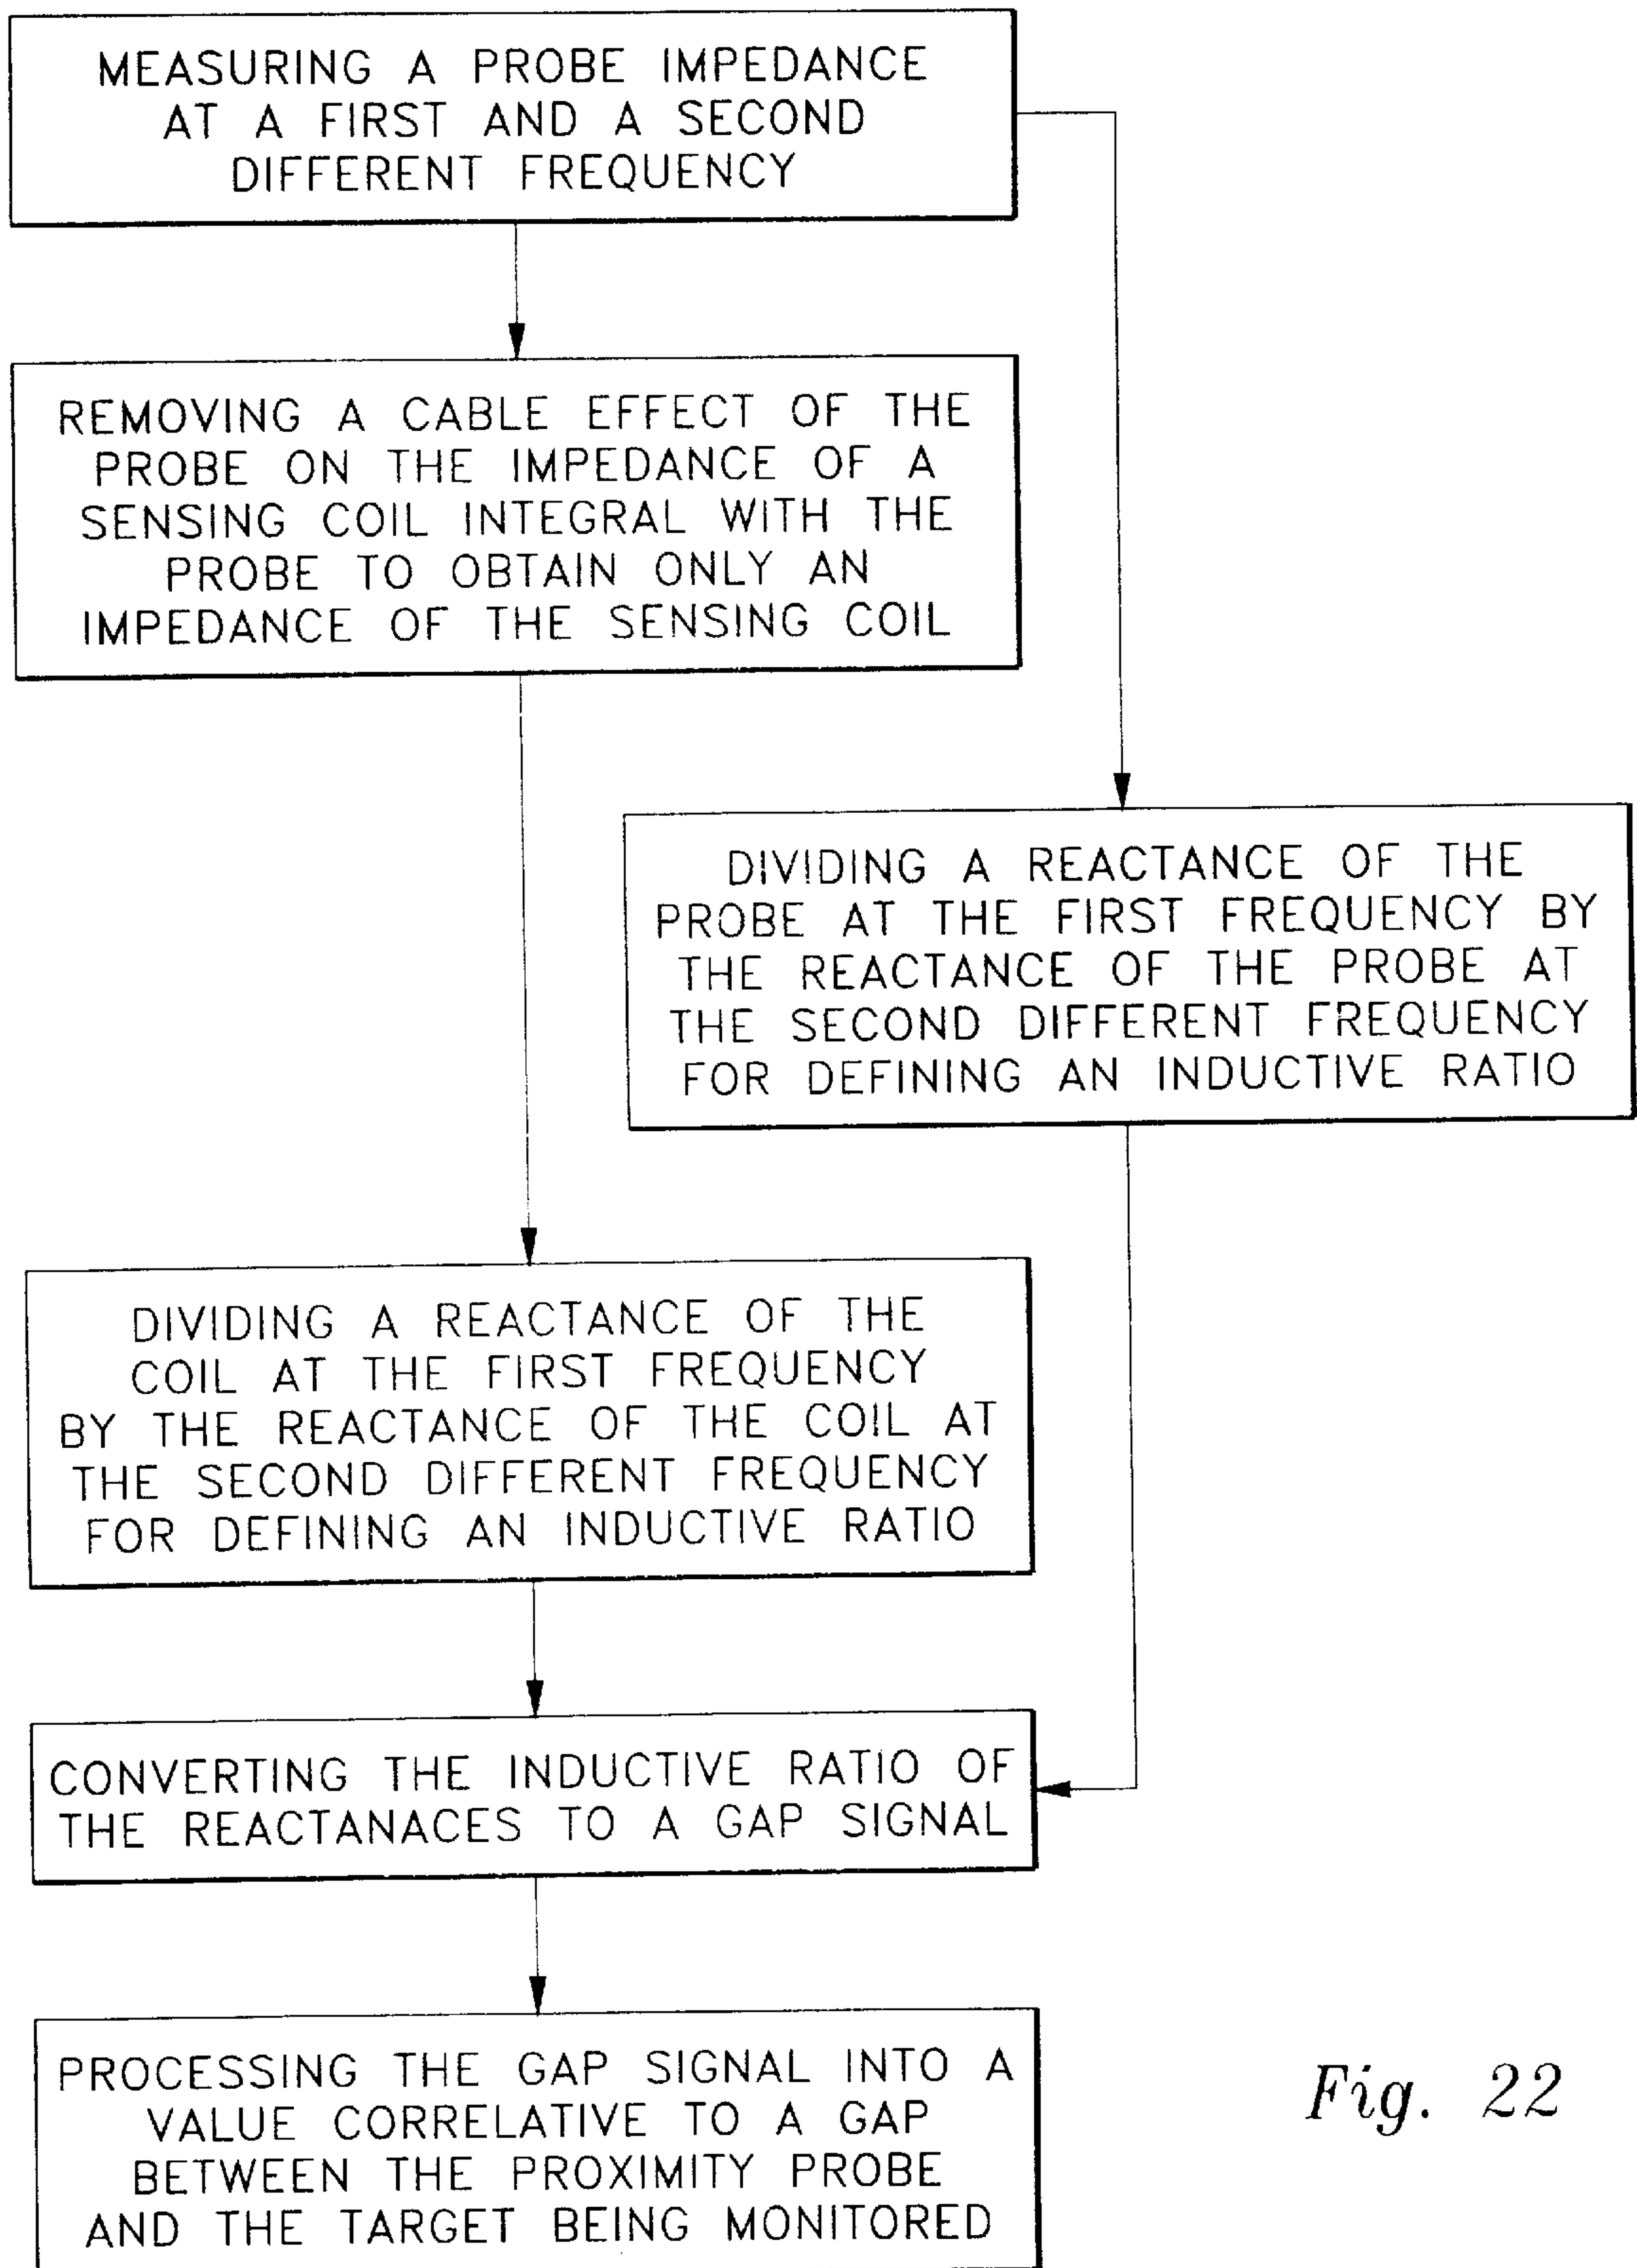 MEASURING A PROBE IMPEDANCE
AT A FIRST AND A SECOND
DIFFERENT FREQUENCY
REMOVING A CABLE EFFECT OF THE
PROBE ON THE IMPEDANCE OF A
SENSING COIL INTEGRAL WITH THE
PROBE TO OBTAIN ONLY AN
IMPEDANCE OF THE SENSING COIL
DIVIDING A REACTANCE OF THE
PROBE AT THE FIRST FREQUENCY BY
THE REACTANCE OF THE PROBE AT
THE SECOND DIFFERENT FREQUENCY
FOR DEFINING AN INDUCTIVE RATIO
DIVIDING A REACTANCE OF THE
COIL AT THE FIRST FREQUENCY
BY THE REACTANCE OF THE COIL AT
THE SECOND DIFFERENT FREQUENCY
FOR DEFINING AN INDUCTIVE RATIO
CONVERTING THE INDUCTIVE RATIO OF
THE REACTANACES TO A GAP SIGNAL
PROCESSING THE GAP SIGNAL INTO A
VALUE CORRELATIVE TO A GAP
BETWEEN THE PROXIMITY PROBE
AND THE TARGET BEING MONITORED
Fig. 22